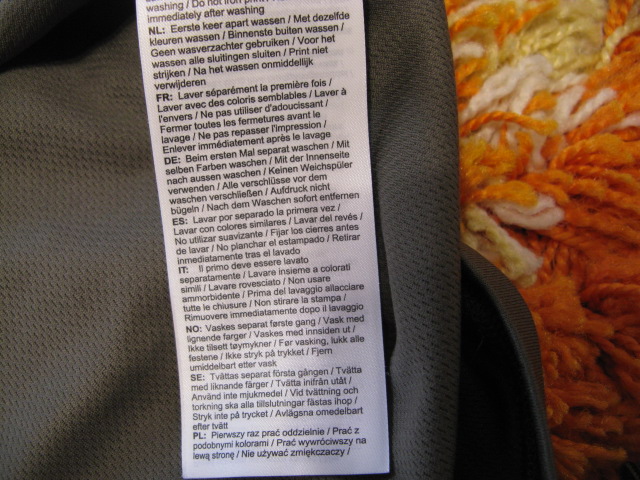 washing / Do not iron print /
immediately after washing
NL: Eerste keer apart wassen / Met dezelfde
kleuren wassen / Binnenste buiten wassen /
Geen wasverzachter gebruiken / Voor het
wassen alle sluitingen sluiten / Print niet
strijken / Na het wassen onmiddellijk
verwijderen
FR: Laver séparément la première fois /
Laver avec des coloris semblables / Laver à
l'envers / Ne pas utiliser d'adoucissant /
Fermer toutes les fermetures avant le
lavage / Ne pas repasser l'impression /
Enlever immédiatement après le lavage
DE: Beim ersten Mal separat waschen / Mit
selben Farben waschen / Mit der Innenseite
nach aussen waschen / Keinen Weichspüler
verwenden / Alle verschlüsse vor dem
waschen verschließen / Aufdruck nicht
bügeln / Nach dem Waschen sofort entfernen
ES: Lavar por separado la primera vez /
Lavar con colores similares / Lavar del revés /
No utilizar suavizante / Fijar los cierres antes
de lavar / No planchar el estampado / Retirar
inmediatamente tras el lavado
IT: Il primo deve essere lavato
separatamente / Lavare insieme a colorati
simili / Lavare rovesciato / Non usare
ammorbidente / Prima del lavaggio allacciare
tutte le chiusure / Non stirare la stampa /
Rimuovere immediatamente dopo il lavaggio
NO: Vaskes separat første gang / Vask med
lignende farger / Vaskes med innsiden ut /
Ikke tilsett tøymykner / Før vasking, lukk alle
festene / Ikke stryk på trykket / Fjern
umiddelbart etter vask
SE: Tvättas separat första gången / Tvätta
med liknande färger / Tvätta inifrån utåt /
Använd inte mjukmedel / Vid tvättning och
torkning ska alla tillslutningar fästas ihop /
Stryk inte på trycket / Avlägsna omedelbart
efter tvätt
PL: Pierwszy raz prać oddzielnie / Prać z
podobnymi kolorami / Prać wywróciwszy na
lewą stronę / Nie używać zmiękczaczy /